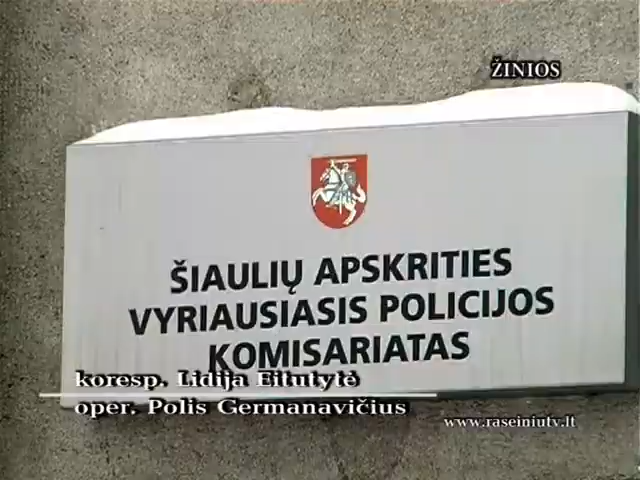 ŽINIOS
ŠIAULIŲ APSKRITIES
VYRIAUSIASIS POLICIJOS
KOMISARIATAS
koresp. Lidija Eitutytė
oper. Polis Germanavičius
www.raseiniutv.lt